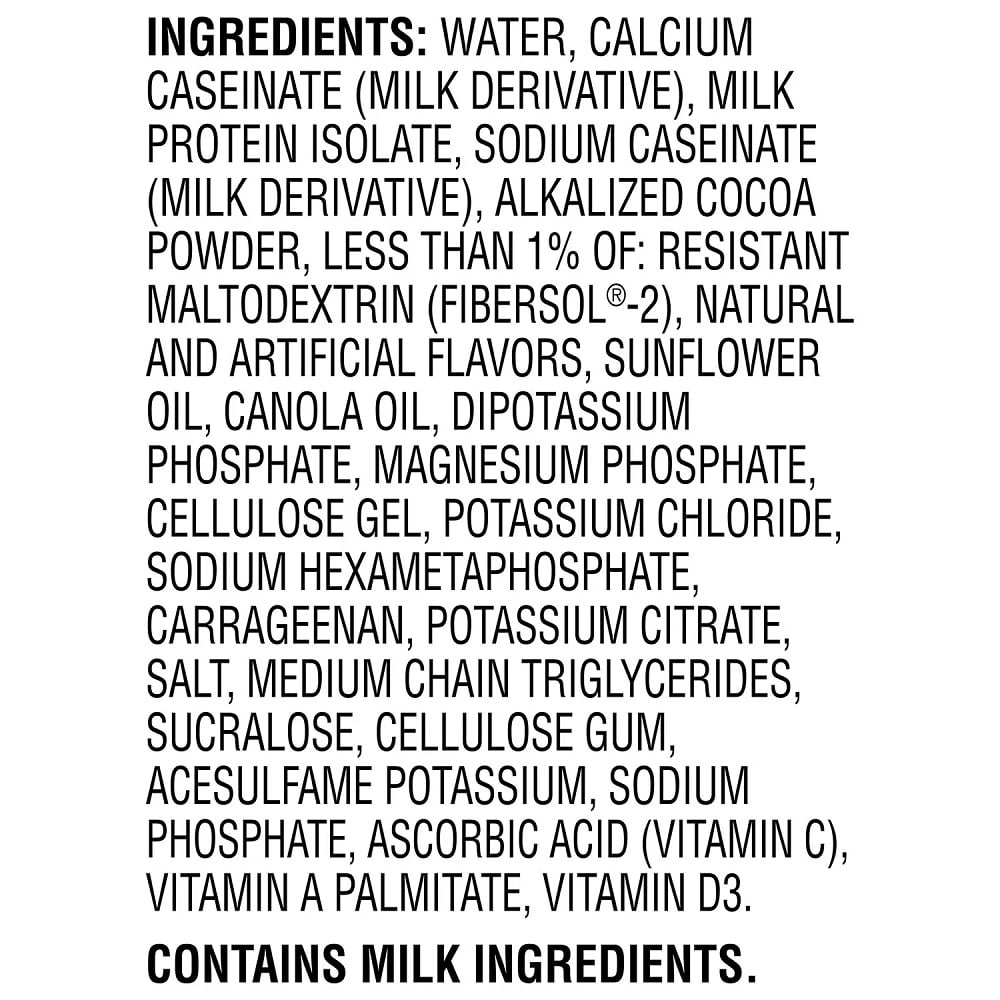 INGREDIENTS: WATER, CALCIUM
CASEINATE (MILK DERIVATIVE), MILK
PROTEIN ISOLATE, SODIUM CASEINATE
(MILK DERIVATIVE), ALKALIZED COCOA
POWDER, LESS THAN 1% OF: RESISTANT
MALTODEXTRIN (FIBERSOL®-2), NATURAL
AND ARTIFICIAL FLAVORS, SUNFLOWER
OIL, CANOLA OIL, DIPOTASSIUM
PHOSPHATE, MAGNESIUM PHOSPHATE,
CELLULOSE GEL, POTASSIUM CHLORIDE,
SODIUM HEXAMETAPHOSPHATE,
CARRAGEENAN, POTASSIUM CITRATE,
SALT, MEDIUM CHAIN TRIGLYCERIDES,
SUCRALOSE, CELLULOSE GUM,
ACESULFAME POTASSIUM, SODIUM
PHOSPHATE, ASCORBIC ACID (VITAMIN C),
VITAMIN A PALMITATE, VITAMIN D3.
CONTAINS MILK INGREDIENTS.